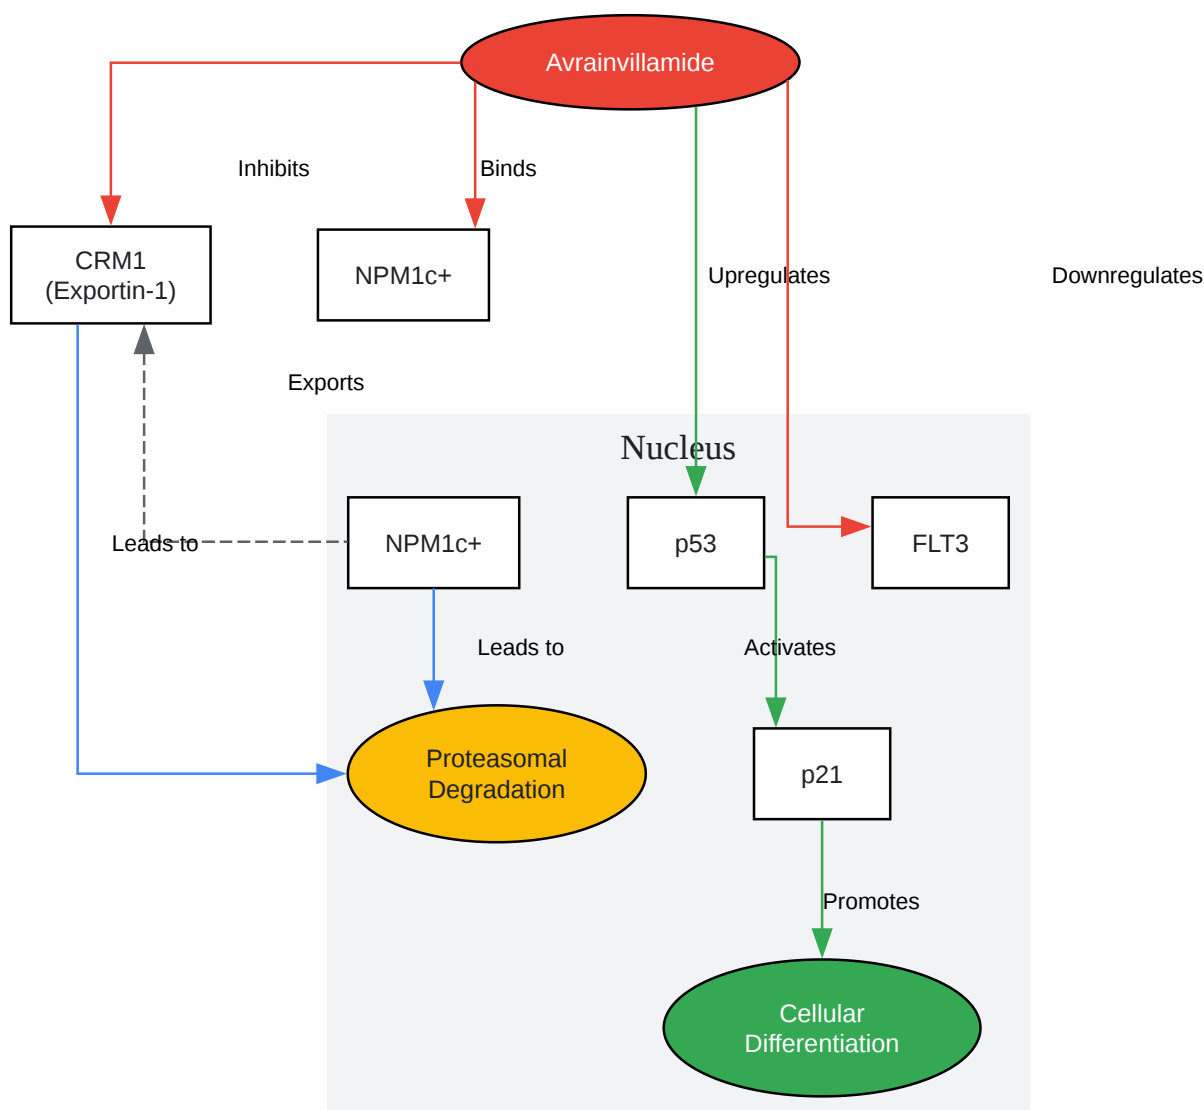 Avrainvillamide
Inhibits
Binds
CRM1
(Exportin-1)
NPM1c+
Upregulates
Downregulates
Exports
Nucleus
Leads to
NPM1c+
p53
FLT3
Leads to
Activates
Proteasomal
Degradation
p21
Promotes
Cellular
Differentiation